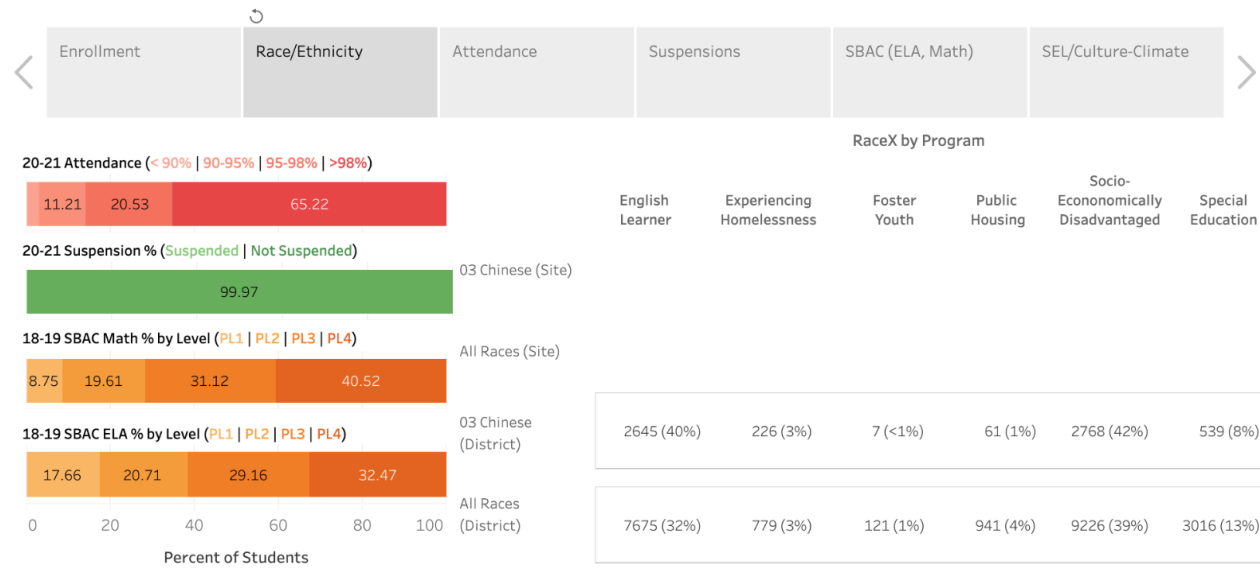 Enrollment
Race/Ethnicity
Attendance
Suspensions
SBAC (ELA, Math)
SEL/Culture-Climate
20-21 Attendance (< 90% | 90-95% | 95-98% | >98%)
11.21 20.53 65.22
20-21 Suspension % (Suspended | Not Suspended)
99.97
18-19 SBAC Math % by Level (PL1 | PL2 | PL3 | PL4)
8.75 19.61 31.12 40.52
18-19 SBAC ELA % by Level (PL1 | PL2 | PL3 | PL4)
17.66 20.71 29.16 32.47
0 20 40 60 80 100
Percent of Students
RaceX by Program
English
Learner
Experiencing
Homelessness
Foster
Youth
Public
Housing
Socio-
Econonomically
Disadvantaged
Special
Education
03 Chinese (Site)
All Races (Site)
03 Chinese
(District)
2645 (40%) 226 (3%) 7 (<1%) 61 (1%) 2768 (42%) 539 (8%)
All Races
(District)
7675 (32%) 779 (3%) 121 (1%) 941 (4%) 9226 (39%) 3016 (13%)